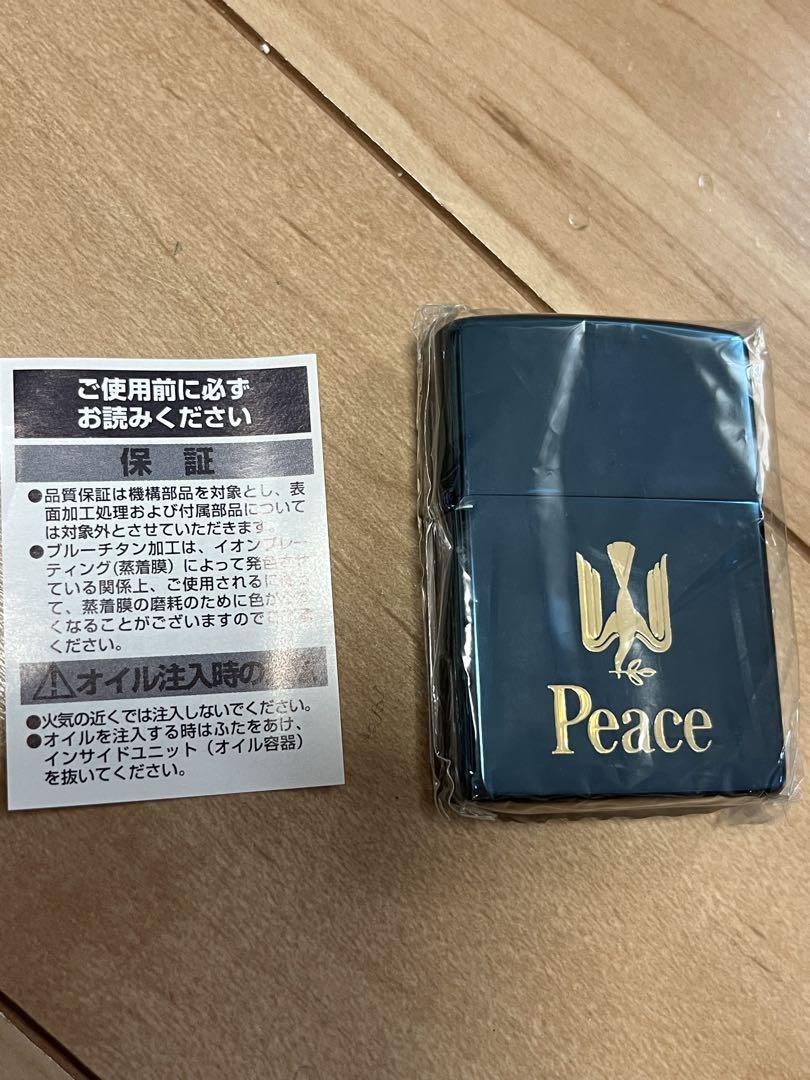 ご使用前に必ず
お読みください
保 証
●品質保証は機構部品を対象とし、表
面加工処理および付属部品について
は対象外とさせていただきます。
●ブルーチタン加工は、イオンプレー
ティング(蒸着膜)によって発色
ている関係上、ご使用される
て、蒸着膜の磨耗のために色が
くなることがございますのでご
ください。
オイル注入時の
●火気の近くでは注入しないでください。
●オイルを注入する時はふたをあけ、
インサイドユニット(オイル容器)
を抜いてください。
Peace